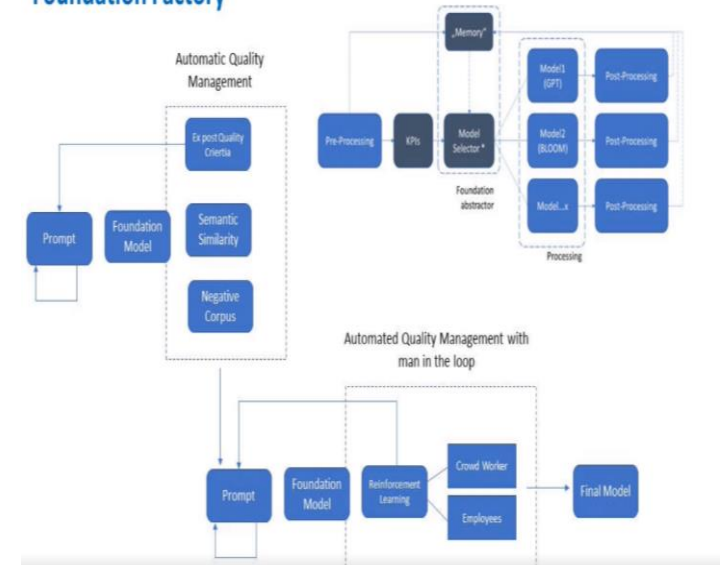 Foundation Factory
Automatic Quality
Management
Ex post Quality
Criertia
Prompt
Foundation
Model
Semantic
Similarity
Negative
Corpus
„Memory“
Pre-Processing
KPIs
Model
Selector *
Foundation
abstractor
Model1
(GPT)
Model2
(BLOOM)
Model...x
Processing
Post-Processing
Post-Processing
Post-Processing
Automated Quality Management with
man in the loop
Prompt
Foundation
Model
Reinforcement
Learning
Crowd Worker
Employees
Final Model